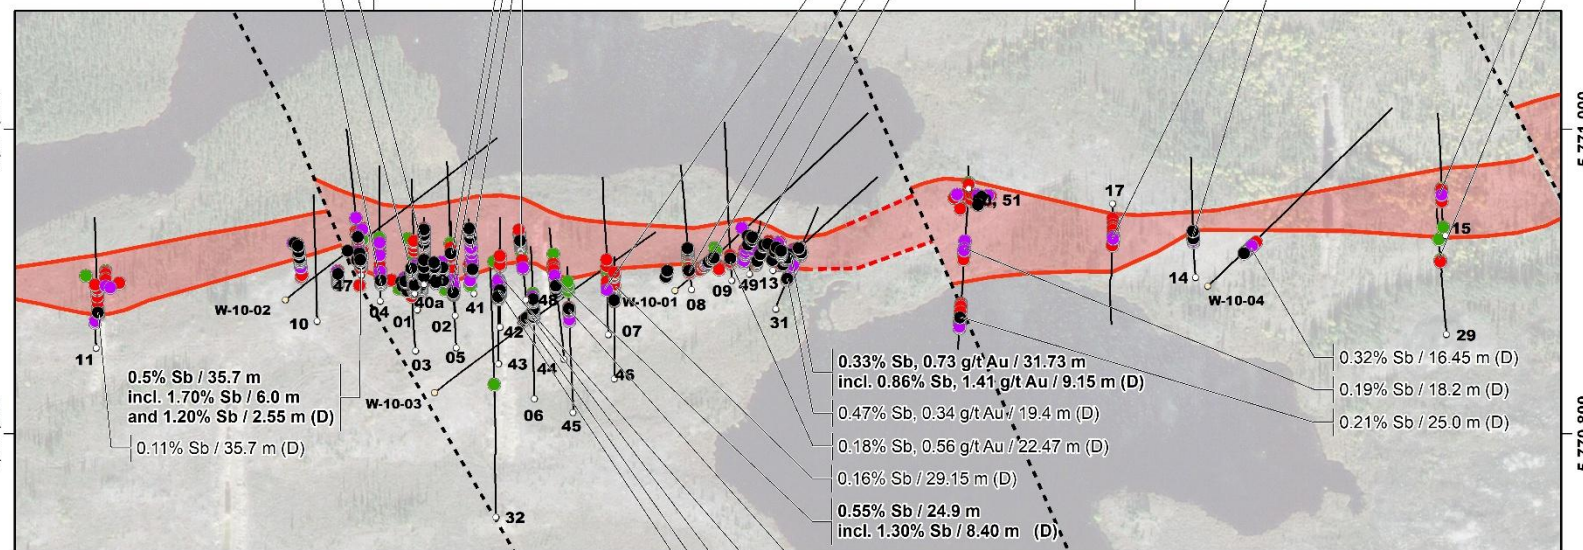 5,771,000
17
15
47
04
40a
01
02
41
03
05
42
43
48
44
06
45
32
07
46
W-10-01
08
09
49
13
31
14
W-10-04
29
W-10-02
10
11
W-10-03
51
0.5% Sb / 35.7 m
incl. 1.70% Sb / 6.0 m
and 1.20% Sb / 2.55 m (D)
0.11% Sb / 35.7 m (D)
0.33% Sb, 0.73 g/t Au / 31.73 m
incl. 0.86% Sb, 1.41 g/t Au / 9.15 m (D)
0.47% Sb, 0.34 g/t Au / 19.4 m (D)
0.18% Sb, 0.56 g/t Au / 22.47 m (D)
0.16% Sb / 29.15 m (D)
0.55% Sb / 24.9 m
incl. 1.30% Sb / 8.40 m (D)
0.32% Sb / 16.45 m (D)
0.19% Sb / 18.2 m (D)
0.21% Sb / 25.0 m (D)